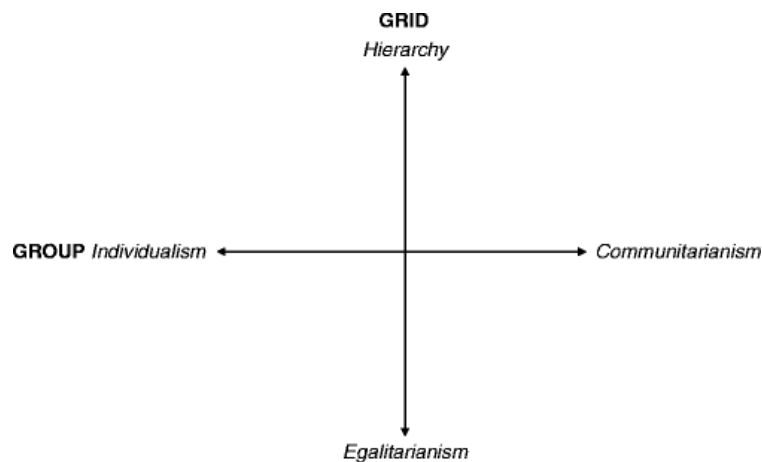 GRID
Hierarchy
GROUP Individualism
Communitarianism
Egalitarianism